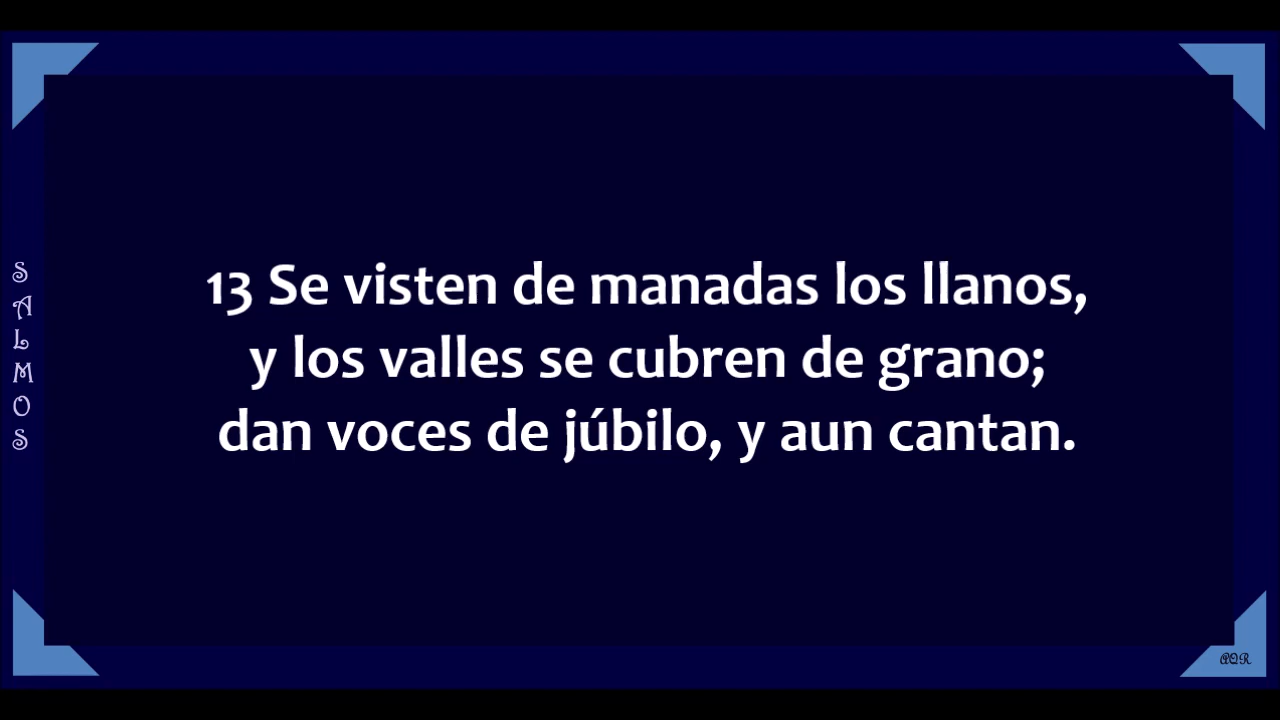 SALMOS
13 Se visten de manadas los llanos,
y los valles se cubren de grano;
dan voces de júbilo, y aun cantan.